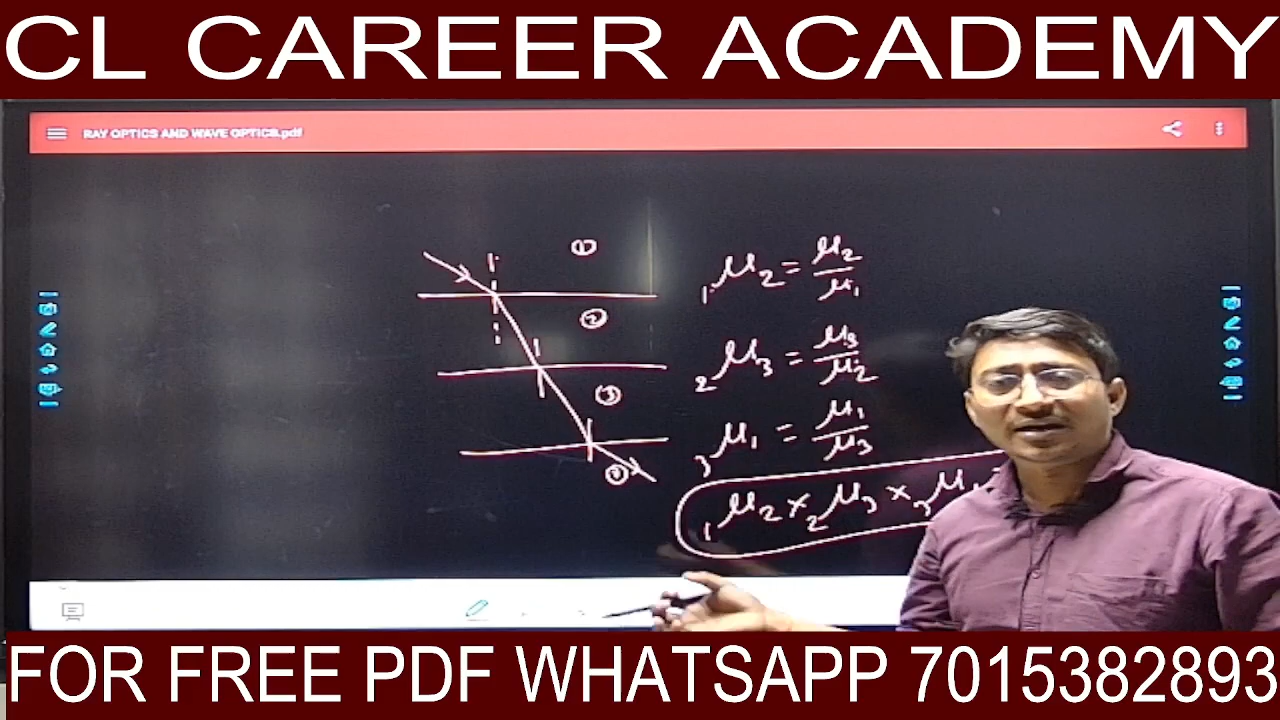 CL CAREER ACADEMY
RAY OPTICS AND WAVE OPTICS.pdf
①
②
③
₁μ₂ = μ₂/μ₁
₂μ₃ = μ₃/μ₂
₃μ₁ = μ₁/μ₃
₁μ₂ × ₂μ₃ × ₃μ₁
FOR FREE PDF WHATSAPP 7015382893